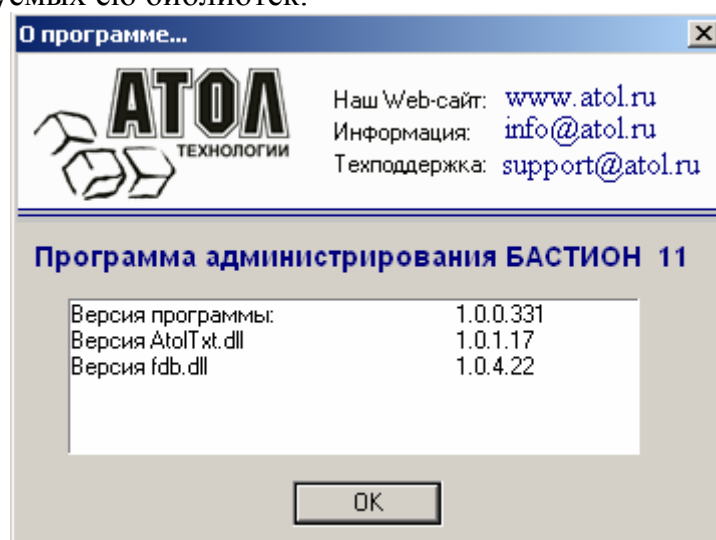 О программе...
АТОЛ
ТЕХНОЛОГИИ
Наш Web-сайт: www.atol.ru
Информация: info@atol.ru
Техподдержка: support@atol.ru
Программа администрирования БАСТИОН 11
Версия программы: 1.0.0.331
Версия AtolTxt.dll 1.0.1.17
Версия fdb.dll 1.0.4.22
OK